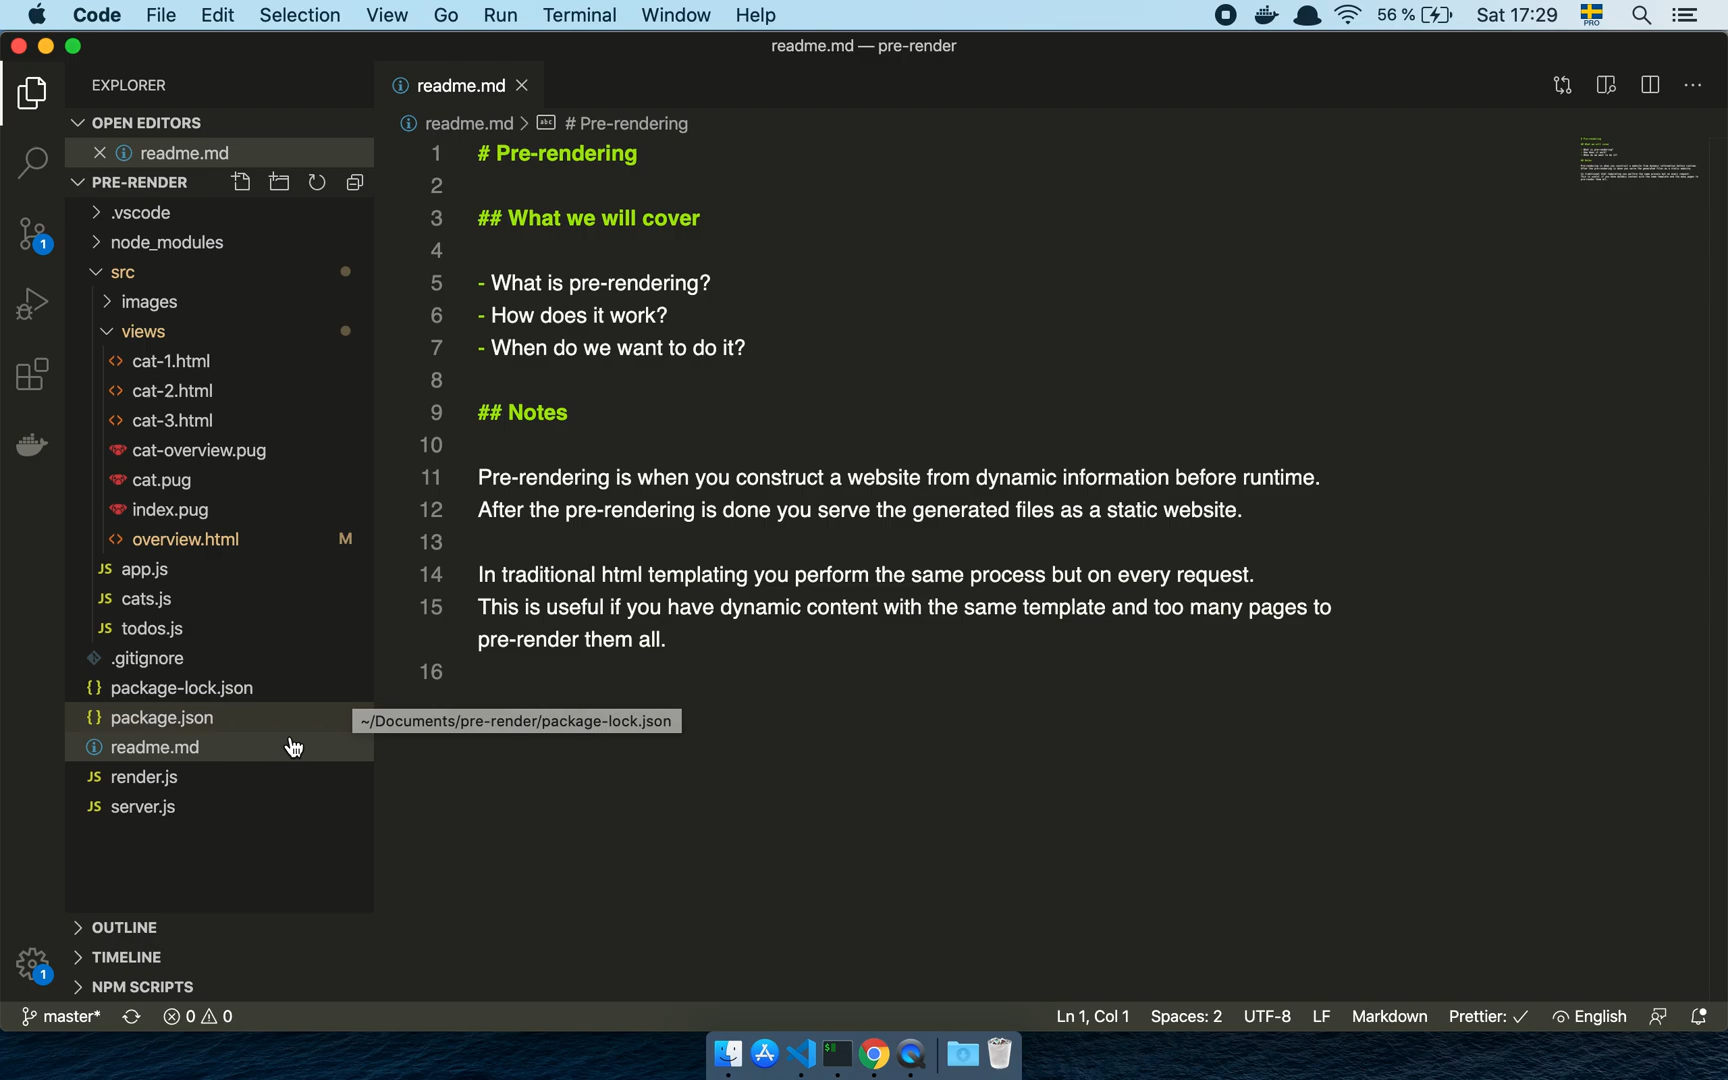 Code File Edit Selection View Go Run Terminal Window Help 56 % Sat 17:29 PRO
readme.md — pre-render
EXPLORER
readme.md
OPEN EDITORS
readme.md > # Pre-rendering
readme.md
PRE-RENDER
.vscode
node_modules
src
images
views
cat-1.html
cat-2.html
cat-3.html
cat-overview.pug
cat.pug
index.pug
overview.html M
JS app.js
JS cats.js
JS todos.js
.gitignore
{} package-lock.json
{} package.json
readme.md
JS render.js
JS server.js
OUTLINE
TIMELINE
NPM SCRIPTS
1
1
1 # Pre-rendering
2
3 ## What we will cover
4
5 - What is pre-rendering?
6 - How does it work?
7 - When do we want to do it?
8
9 ## Notes
10
11 Pre-rendering is when you construct a website from dynamic information before runtime.
12 After the pre-rendering is done you serve the generated files as a static website.
13
14 In traditional html templating you perform the same process but on every request.
15 This is useful if you have dynamic content with the same template and too many pages to
pre-render them all.
16
~/Documents/pre-render/package-lock.json
master* 0 0 Ln 1, Col 1 Spaces: 2 UTF-8 LF Markdown Prettier: ✓ English